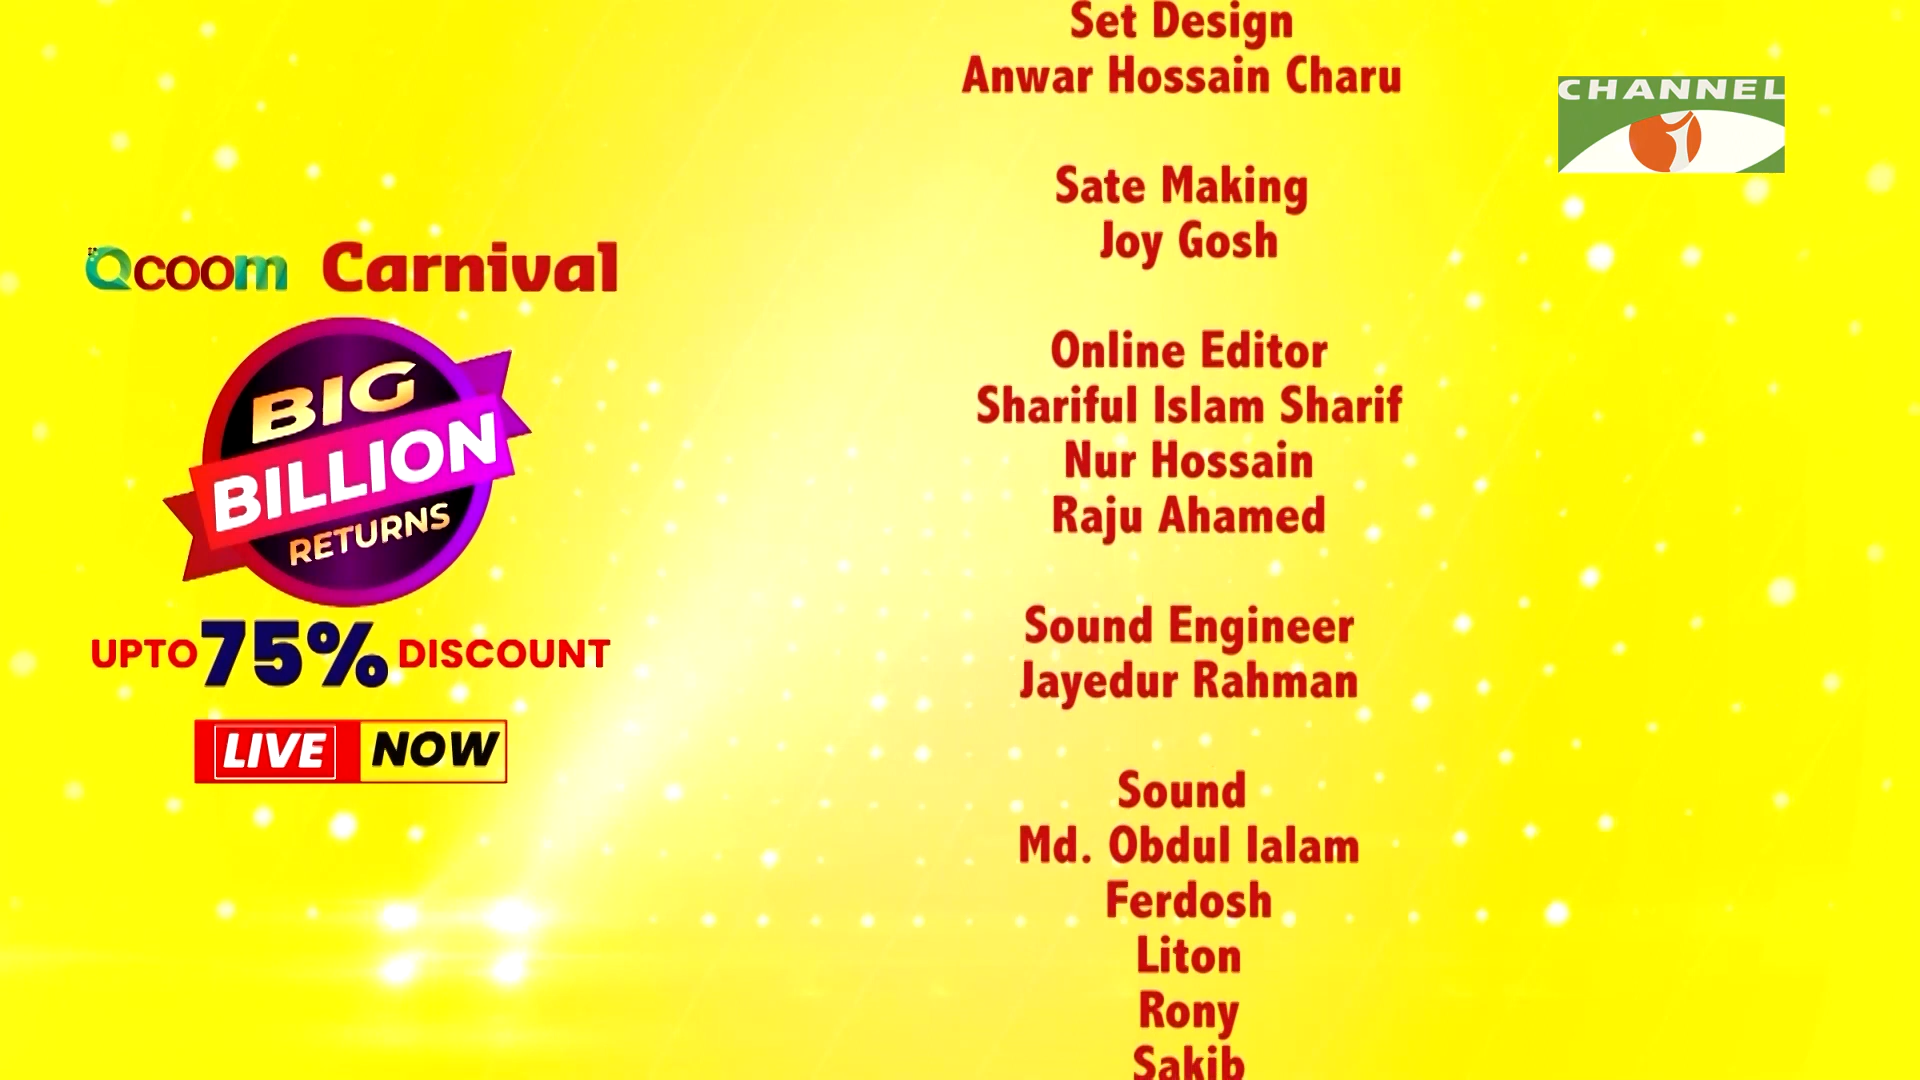 Qcoom Carnival
BIG
BILLION
RETURNS
UPTO 75% DISCOUNT
LIVE NOW
Set Design
Anwar Hossain Charu
Sate Making
Joy Gosh
Online Editor
Shariful Islam Sharif
Nur Hossain
Raju Ahamed
Sound Engineer
Jayedur Rahman
Sound
Md. Obdul lalam
Ferdosh
Liton
Rony
Sakib
CHANNEL i